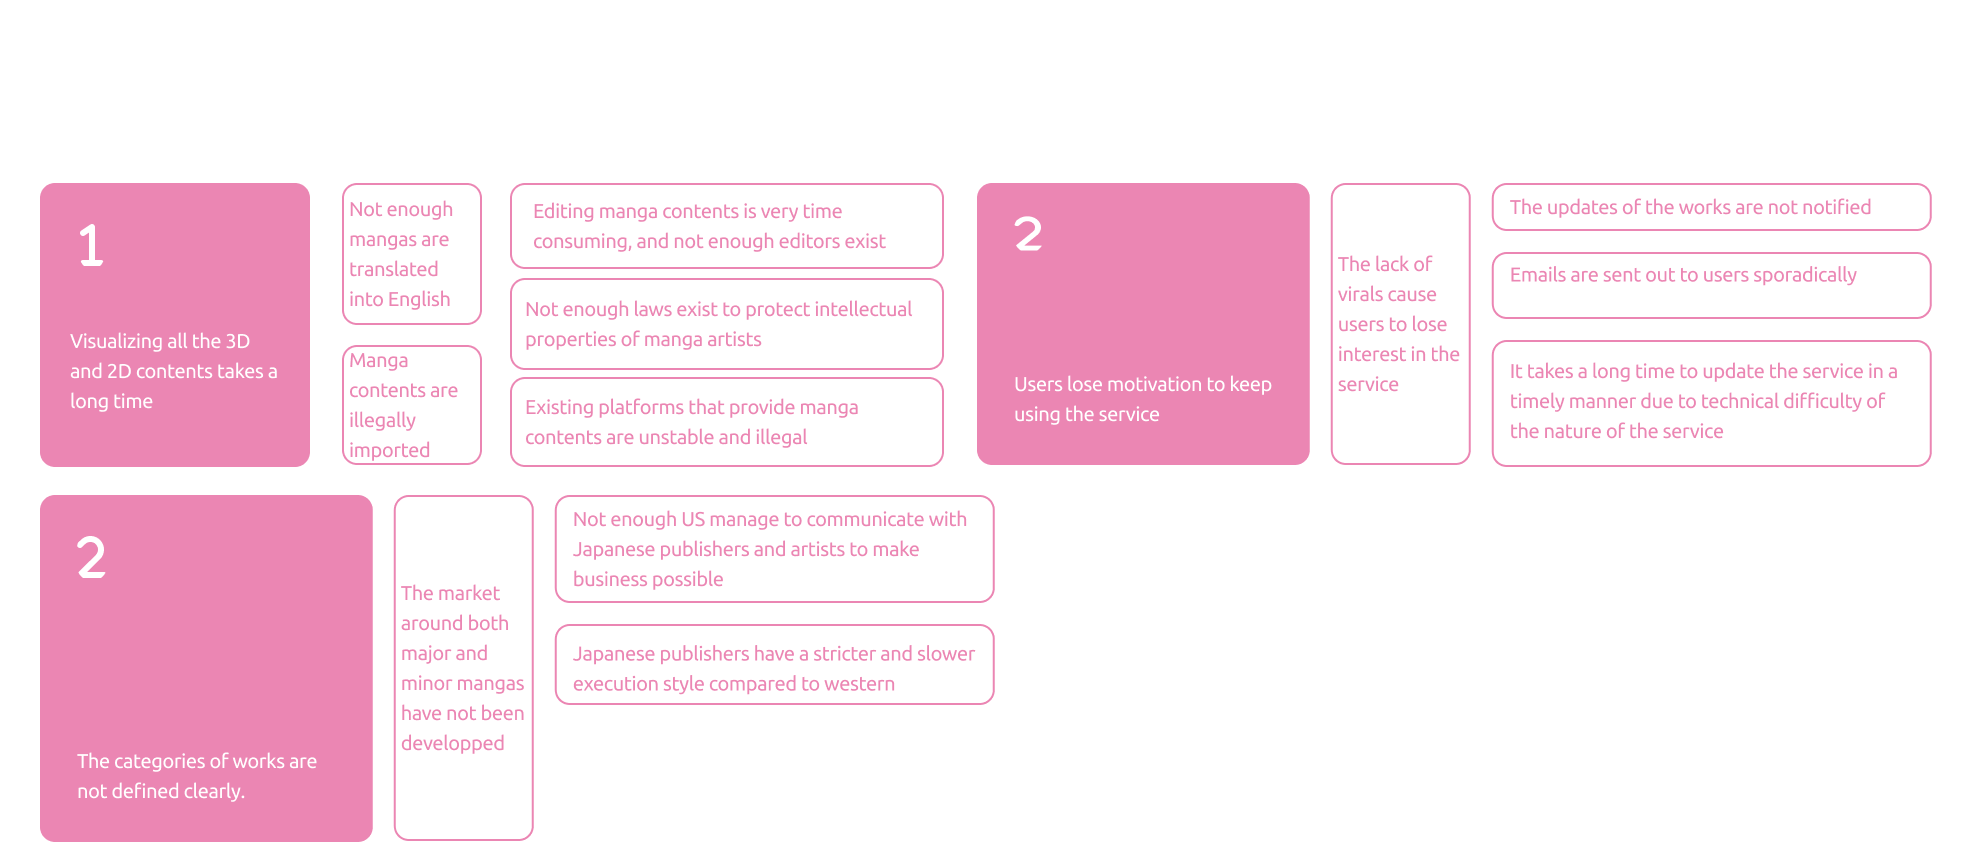 1
Visualizing all the 3D
and 2D contents takes a
long time
Not enough
mangas are
translated
into English
Manga
contents are
illegally
imported
Editing manga contents is very time
consuming, and not enough editors exist
Not enough laws exist to protect intellectual
properties of manga artists
Existing platforms that provide manga
contents are unstable and illegal
2
Users lose motivation to keep
using the service
The lack of
virals cause
users to lose
interest in the
service
The updates of the works are not notified
Emails are sent out to users sporadically
It takes a long time to update the service in a
timely manner due to technical difficulty of
the nature of the service
2
The categories of works are
not defined clearly.
The market
around both
major and
minor mangas
have not been
developped
Not enough US manage to communicate with
Japanese publishers and artists to make
business possible
Japanese publishers have a stricter and slower
execution style compared to western